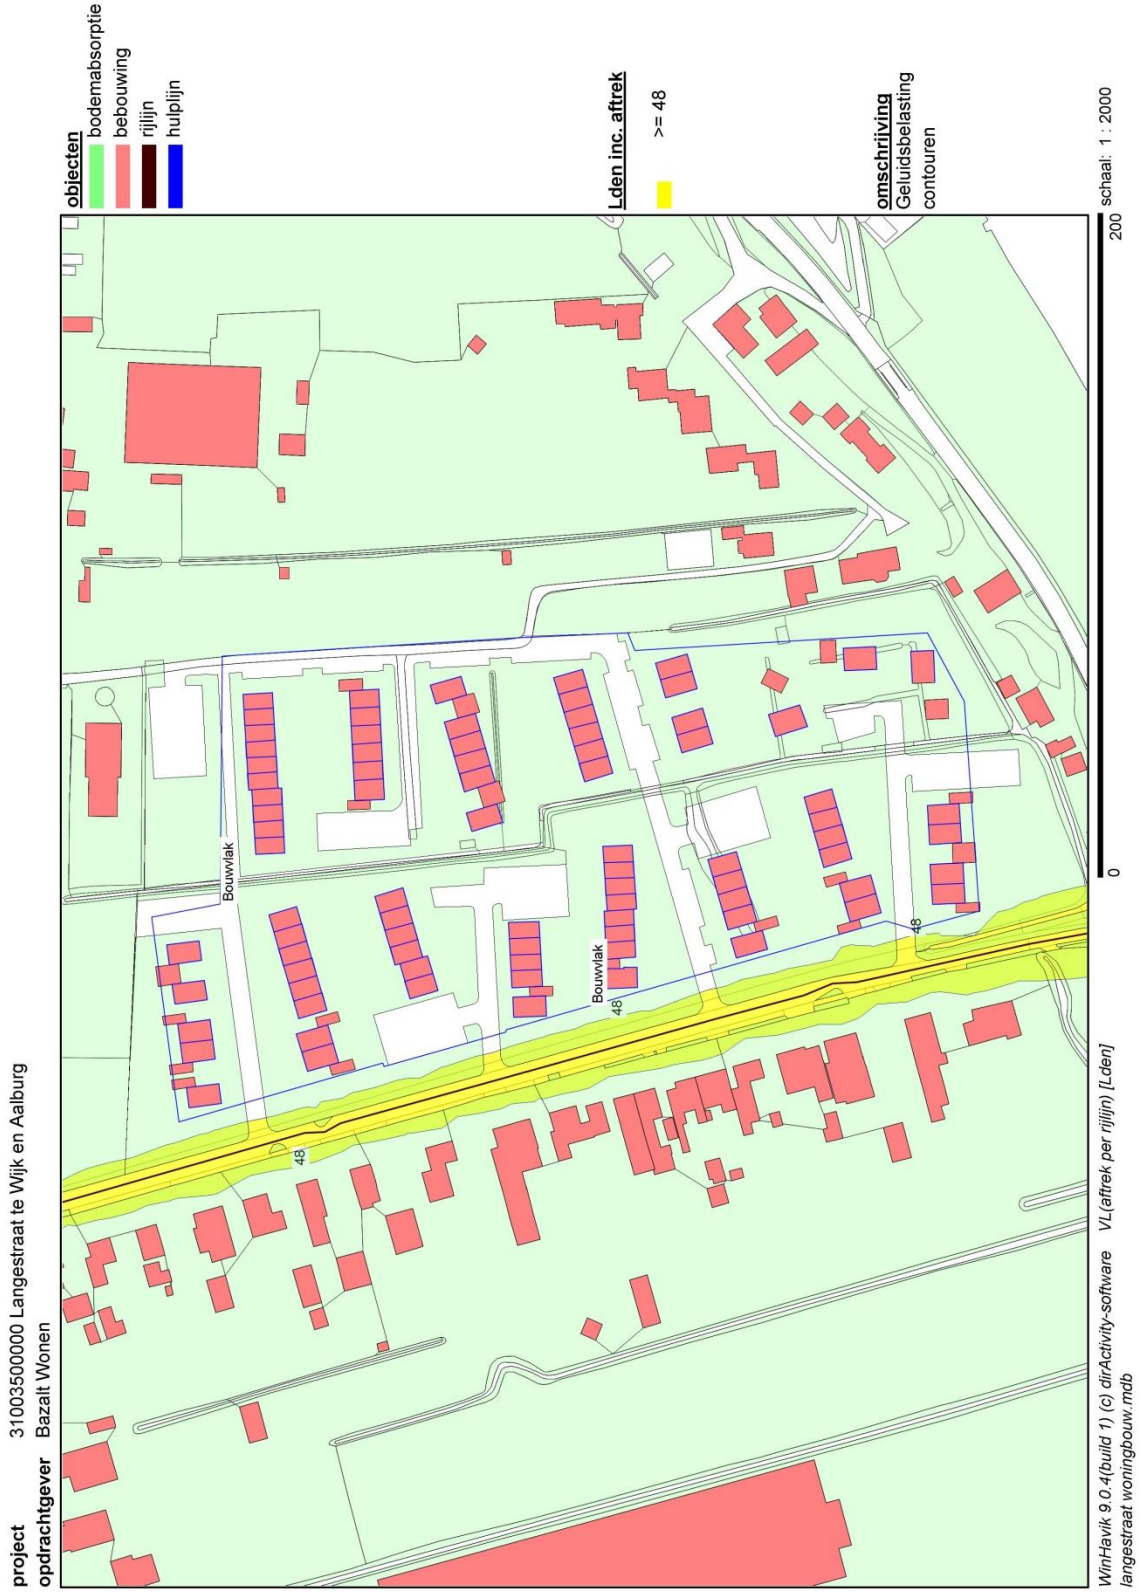 project 31003500000 Langestraat te Wijk en Aalburg
opdrachtgever Bazalt Wonen
objecten
bodemabsorptie
bebouwing
rijlijn
hulplijn
Lden inc. aftrek
>= 48
omschrijving
Geluidsbelasting
contouren
Bouwvlak
Bouwvlak
48
48
48
0 200 schaal: 1 : 2000
WinHavik 9.0.4(build 1) (c) dirActivity-software VL(aftrek per rijlijn) [Lden]
langestraat woningbouw.mdb